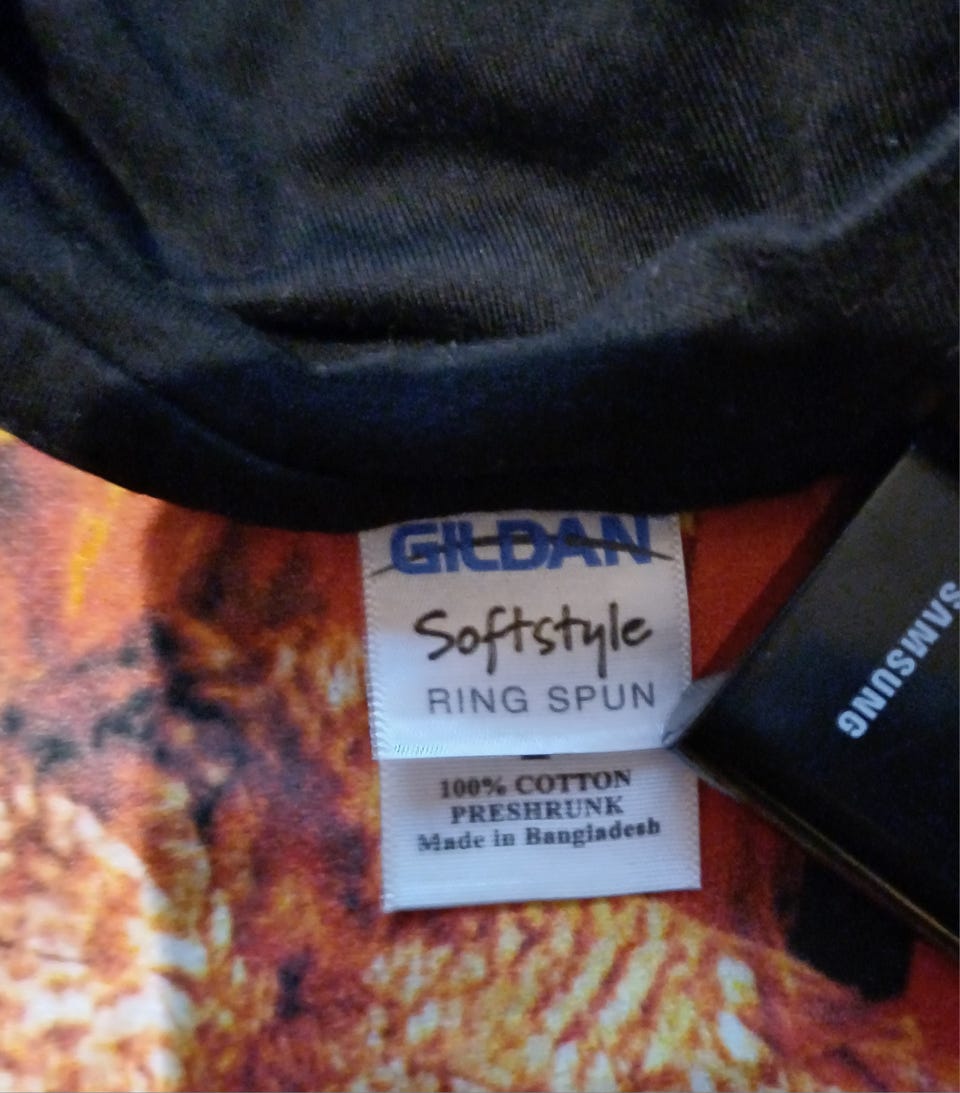 GILDAN
Softstyle
RING SPUN
100% COTTON
PRESHRUNK
Made in Bangladesh
SAMSUNG